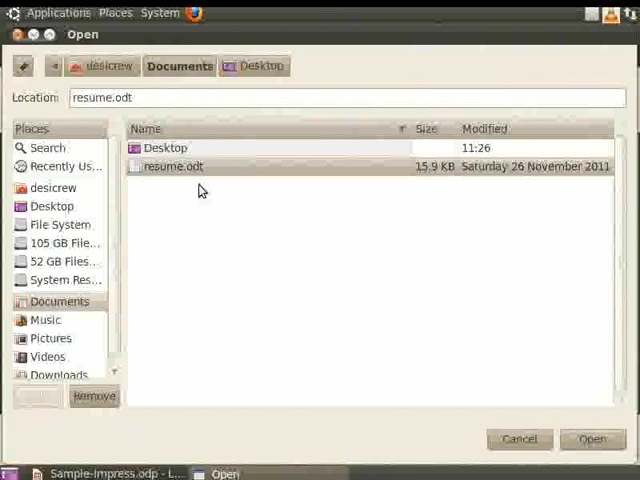 Applications Places System
Open
desicrew Documents Desktop
Location: resume.odt
Places
Search
Recently Us...
desicrew
Desktop
File System
105 GB File...
52 GB Files...
System Res...
Documents
Music
Pictures
Videos
Downloads
Name Size Modified
Desktop 11:26
resume.odt 15.9 KB Saturday 26 November 2011
Remove
Cancel Open
Sample-Impress.odp - L... Open